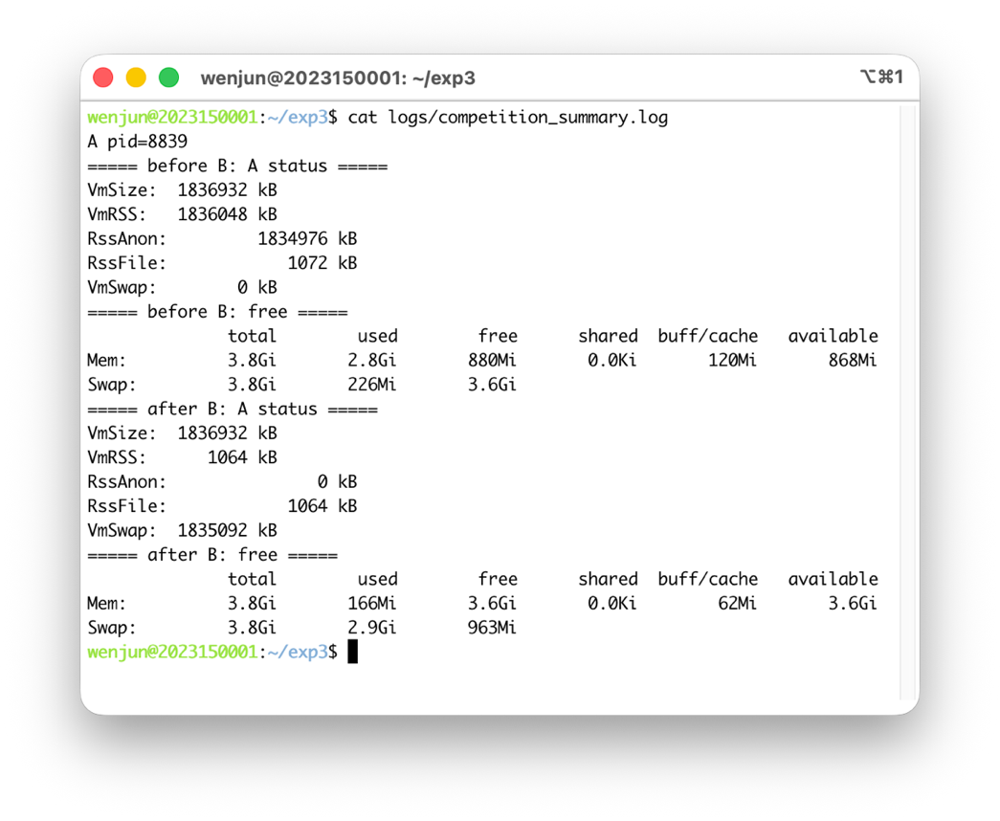 wenjun@2023150001: ~/exp3 ⌥⌘1
wenjun@2023150001:~/exp3$ cat logs/competition_summary.log
A pid=8839
===== before B: A status =====
VmSize:  1836932 kB
VmRSS:   1836048 kB
RssAnon:         1834976 kB
RssFile:            1072 kB
VmSwap:        0 kB
===== before B: free =====
              total        used        free      shared  buff/cache   available
Mem:          3.8Gi       2.8Gi       880Mi       0.0Ki       120Mi       868Mi
Swap:         3.8Gi       226Mi       3.6Gi
===== after B: A status =====
VmSize:  1836932 kB
VmRSS:      1064 kB
RssAnon:               0 kB
RssFile:            1064 kB
VmSwap:  1835092 kB
===== after B: free =====
              total        used        free      shared  buff/cache   available
Mem:          3.8Gi       166Mi       3.6Gi       0.0Ki        62Mi       3.6Gi
Swap:         3.8Gi       2.9Gi       963Mi
wenjun@2023150001:~/exp3$